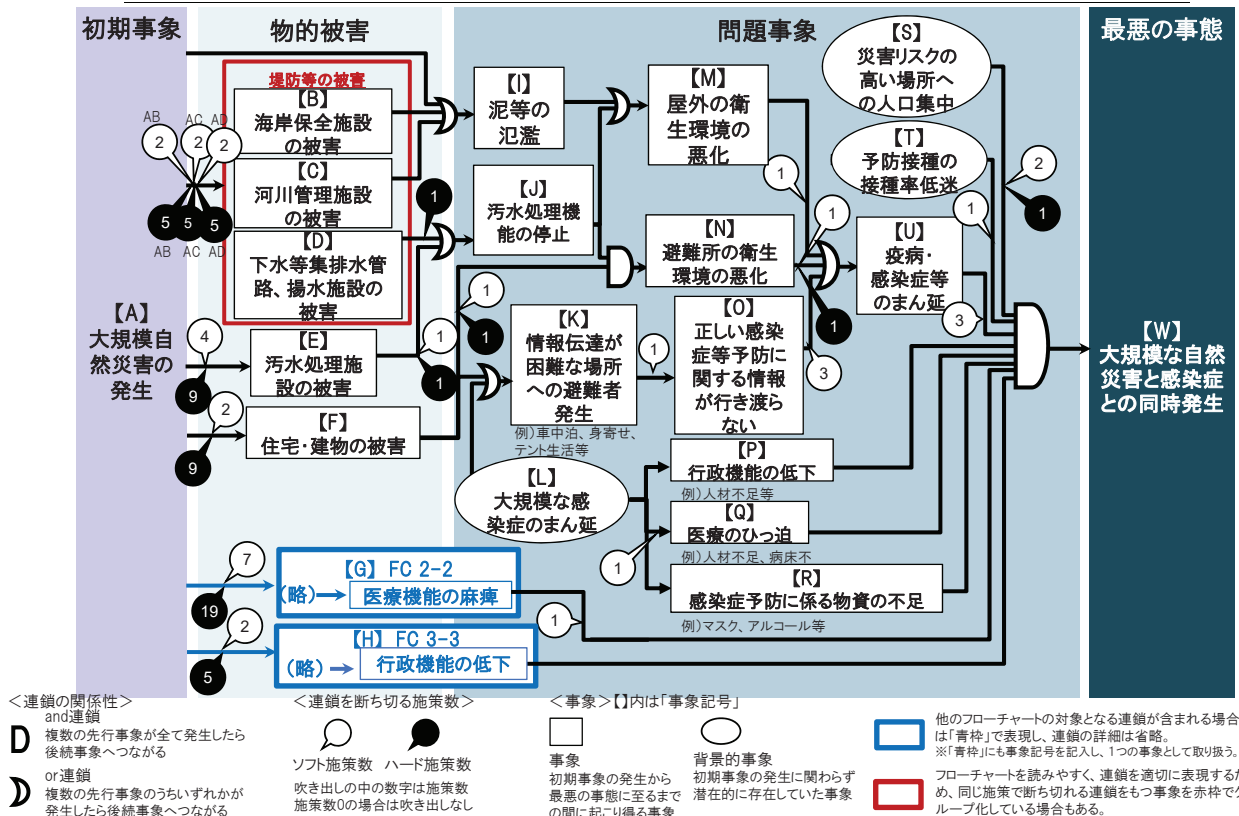 初期事象
物的被害
問題事象
最悪の事態
【A】
大規模自
然災害の
発生
堤防等の被害
【B】
海岸保全施設
の被害
【C】
河川管理施設
の被害
【D】
下水等集排水管
路、揚水施設の
被害
AB
AC
AD
2
2
2
5
5
5
AB
AC
AD
【E】
汚水処理施
設の被害
4
9
【F】
住宅・建物の被害
2
9
【G】 FC 2-2
(略)
医療機能の麻痺
7
19
【H】 FC 3-3
(略)
行政機能の低下
2
5
1
1
1
1
1
【I】
泥等の
氾濫
【J】
汚水処理機
能の停止
【K】
情報伝達が
困難な場所
への避難者
発生
例)車中泊、身寄せ、
テント生活等
【L】
大規模な感
染症のまん延
1
1
1
【M】
屋外の衛
生環境の
悪化
【N】
避難所の衛生
環境の悪化
【O】
正しい感染
症等予防に
関する情報
が行き渡ら
ない
【P】
行政機能の低下
例)人材不足等
【Q】
医療のひっ迫
例)人材不足、病床不
【R】
感染症予防に係る物資の不足
例)マスク、アルコール等
1
1
1
3
【S】
災害リスクの
高い場所へ
の人口集中
【T】
予防接種の
接種率低迷
【U】
疫病・
感染症等
のまん延
2
1
1
3
【W】
大規模な自然
災害と感染症
との同時発生
<連鎖の関係性>
and連鎖
複数の先行事象が全て発生したら
後続事象へつながる
or連鎖
複数の先行事象のうちいずれかが
発生したら後続事象へつながる
<連鎖を断ち切る施策数>
ソフト施策数
ハード施策数
吹き出しの中の数字は施策数
施策数0の場合は吹き出しなし
<事象>【】内は「事象記号」
事象
初期事象の発生から
最悪の事態に至るまで
の間に起こり得る事象
背景的事象
初期事象の発生に関わらず
潜在的に存在していた事象
他のフローチャートの対象となる連鎖が含まれる場合
は「青枠」で表現し、連鎖の詳細は省略。
※「青枠」にも事象記号を記入し、1つの事象として取り扱う。
フローチャートを読みやすく、連鎖を適切に表現するた
め、同じ施策で断ち切れる連鎖をもつ事象を赤枠でグ
ループ化している場合もある。